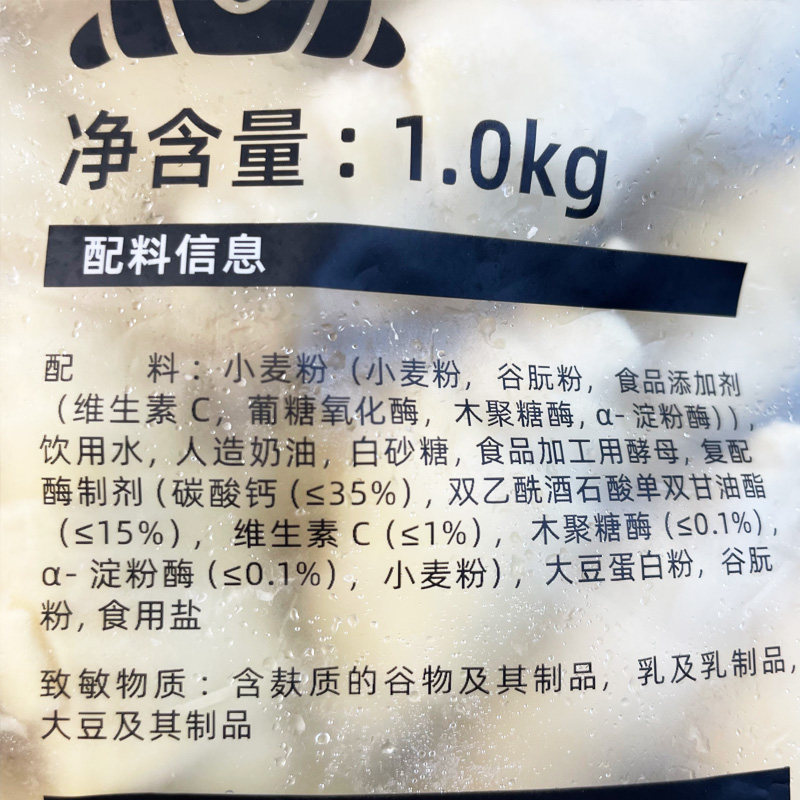 净含量：1.0kg
配料信息
配 料：小麦粉（小麦粉，谷朊粉，食品添加剂
（维生素 C，葡糖氧化酶，木聚糖酶，α- 淀粉酶）），
饮用水，人造奶油，白砂糖，食品加工用酵母，复配
酶制剂（碳酸钙（≤35%），双乙酰酒石酸单双甘油酯
（≤15%），维生素 C（≤1%），木聚糖酶（≤0.1%），
α- 淀粉酶（≤0.1%），小麦粉），大豆蛋白粉，谷朊
粉，食用盐
致敏物质：含麸质的谷物及其制品，乳及乳制品，
大豆及其制品